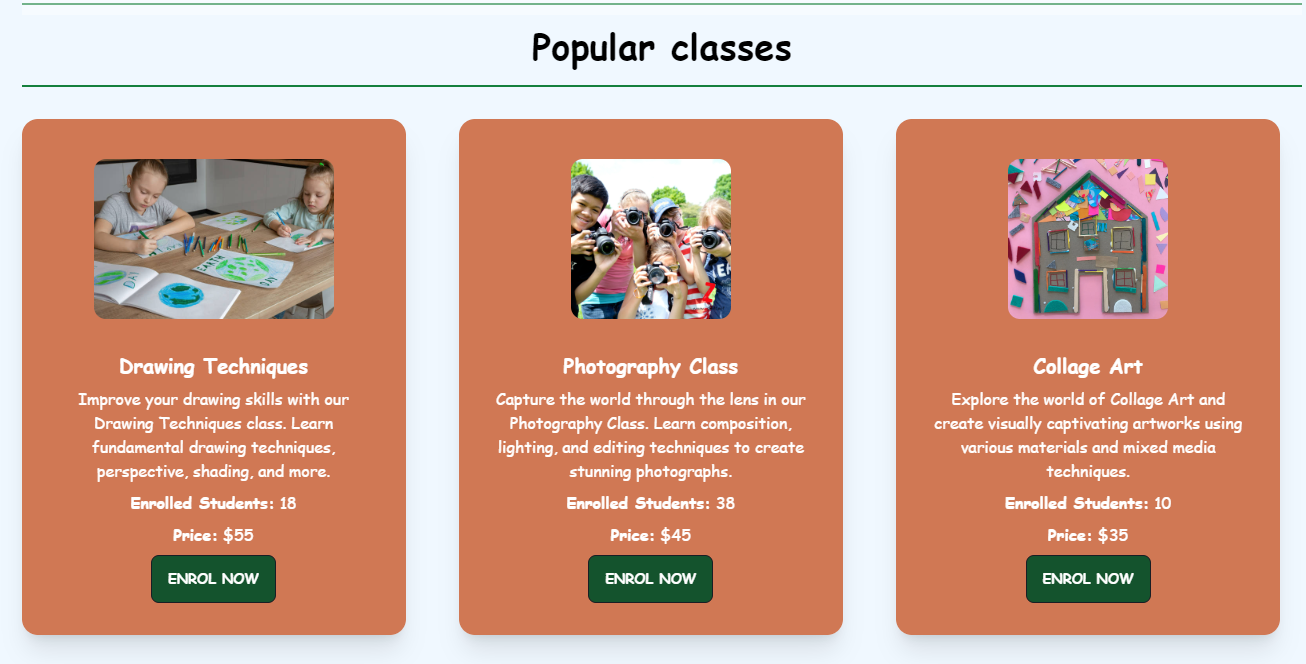 Popular classes
EARTH
DAY
DAY
Drawing Techniques
Improve your drawing skills with our
Drawing Techniques class. Learn
fundamental drawing techniques,
perspective, shading, and more.
Enrolled Students: 18
Price: $55
ENROL NOW
Photography Class
Capture the world through the lens in our
Photography Class. Learn composition,
lighting, and editing techniques to create
stunning photographs.
Enrolled Students: 38
Price: $45
ENROL NOW
Collage Art
Explore the world of Collage Art and
create visually captivating artworks using
various materials and mixed media
techniques.
Enrolled Students: 10
Price: $35
ENROL NOW